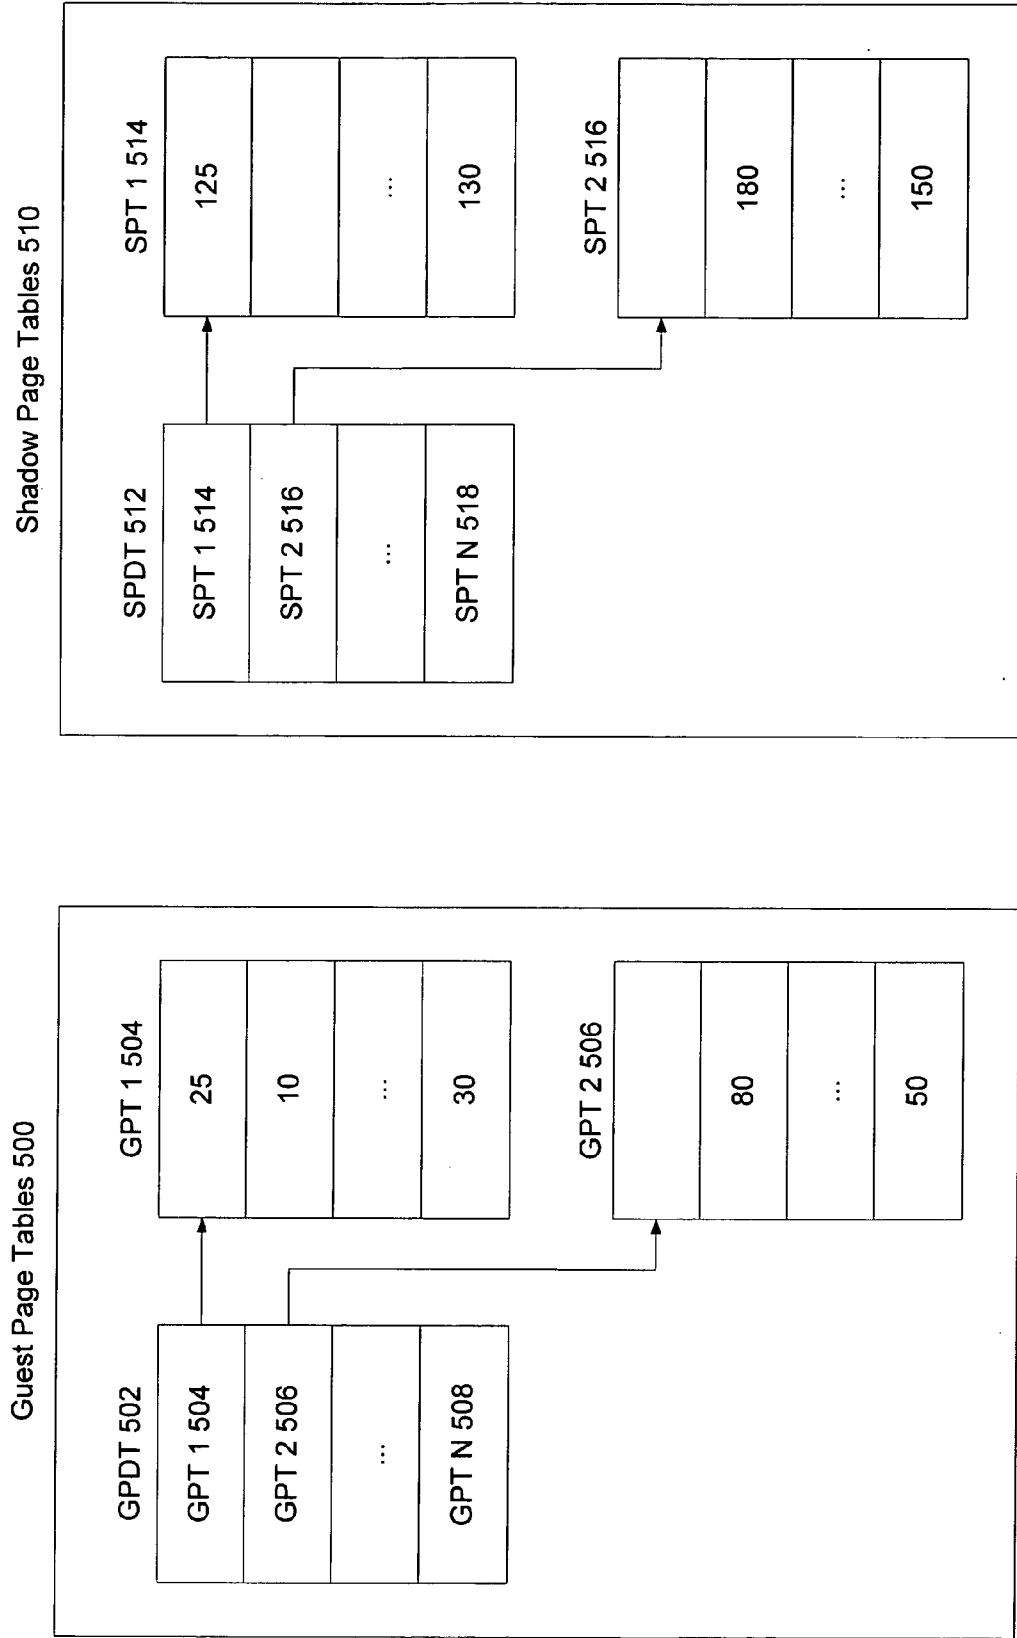 Guest Page Tables 500
GPDT 502
GPT 1 504
GPT 2 506
...
GPT N 508
GPT 1 504
25
10
...
30
GPT 2 506
80
...
50
Shadow Page Tables 510
SPDT 512
SPT 1 514
SPT 2 516
...
SPT N 518
SPT 1 514
125
...
130
SPT 2 516
180
...
150